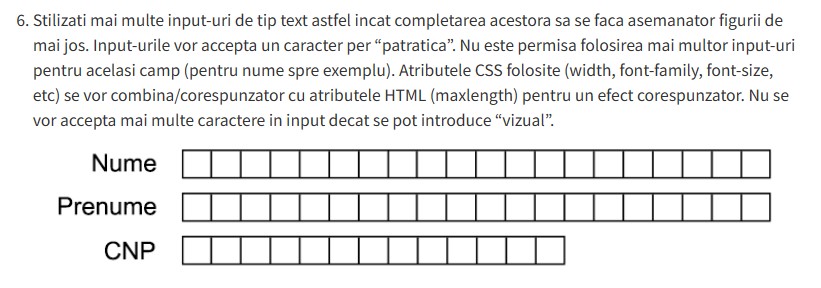 6. Stilizati mai multe input-uri de tip text astfel incat completarea acestora sa se faca asemanator figurii de
mai jos. Input-urile vor accepta un caracter per “patratica”. Nu este permisa folosirea mai multor input-uri
pentru acelasi camp (pentru nume spre exemplu). Atributele CSS folosite (width, font-family, font-size,
etc) se vor combina/corespunzator cu atributele HTML (maxlength) pentru un efect corespunzator. Nu se
vor accepta mai multe caractere in input decat se pot introduce “vizual”.
Nume
Prenume
CNP